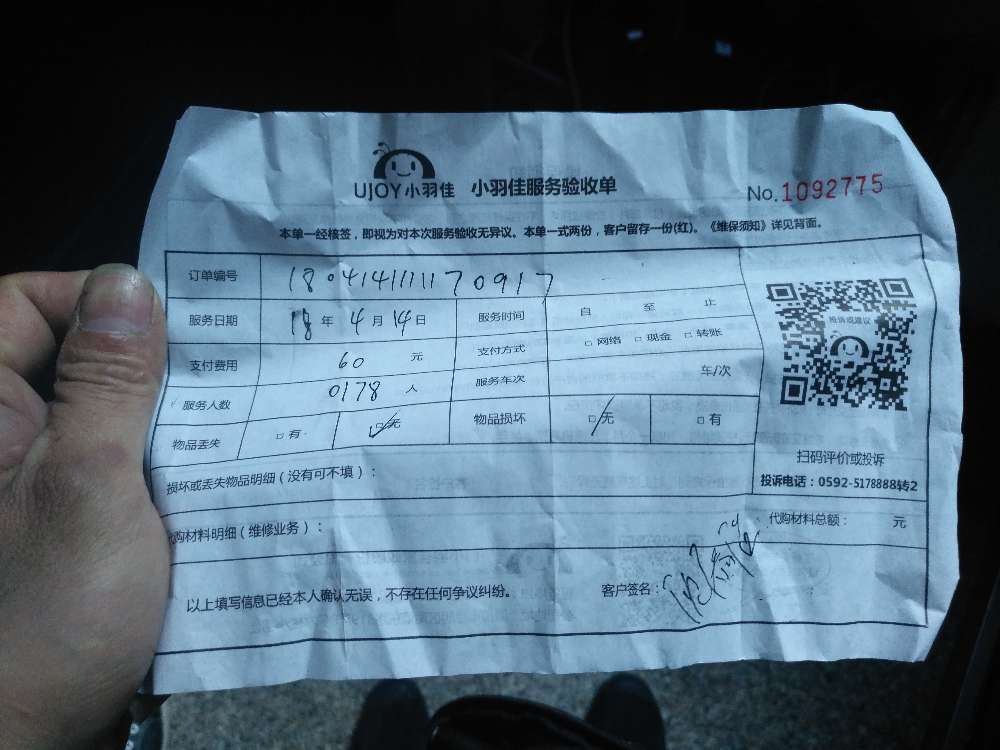 UJOY小羽佳 小羽佳服务验收单 No.1092775
本单一经核签，即视为对本次服务验收无异议。本单一式两份，客户留存一份(红)。《维保须知》详见背面。
订单编号 180414111170917
服务日期 18年4月14日 服务时间 自 至 止
支付费用 60 元 支付方式 □网络 □现金 □转账
服务人数 0178 人 服务车次 车/次
物品丢失 □有 □无 物品损坏 □无 □有
扫码评价或投诉
投诉电话：0592-5178888转2
损坏或丢失物品明细（没有可不填）：
代购材料明细（维修业务）： 代购材料总额： 元
以上填写信息已经本人确认无误，不存在任何争议纠纷。 客户签名：